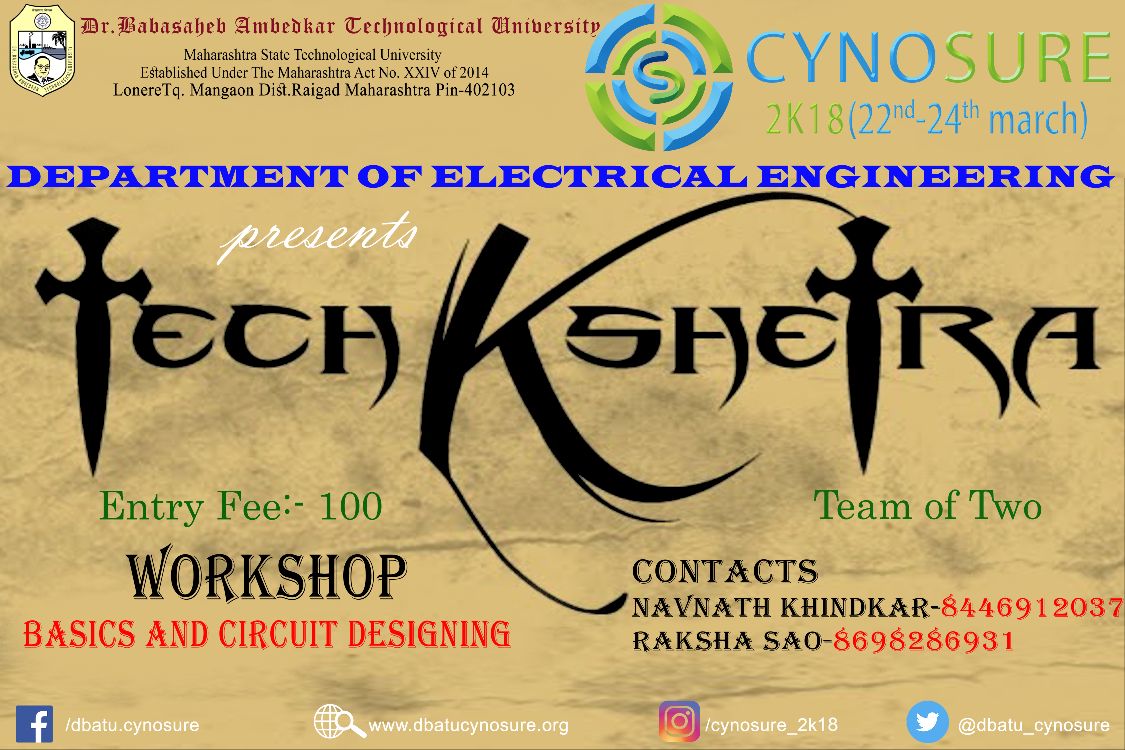 Dr.Babasaheb Ambedkar Technological University
Maharashtra State Technological University
Established Under The Maharashtra Act No. XXIV of 2014
LonereTq. Mangaon Dist.Raigad Maharashtra Pin-402103
CYNOSURE
2K18(22nd-24th march)
DEPARTMENT OF ELECTRICAL ENGINEERING
presents
TECH KSHETRA
Entry Fee:- 100
Team of Two
WORKSHOP
BASICS AND CIRCUIT DESIGNING
CONTACTS
NAVNATH KHINDKAR-8446912037
RAKSHA SAO-8698286931
/dbatu.cynosure
www.dbatucynosure.org
/cynosure_2k18
@dbatu_cynosure